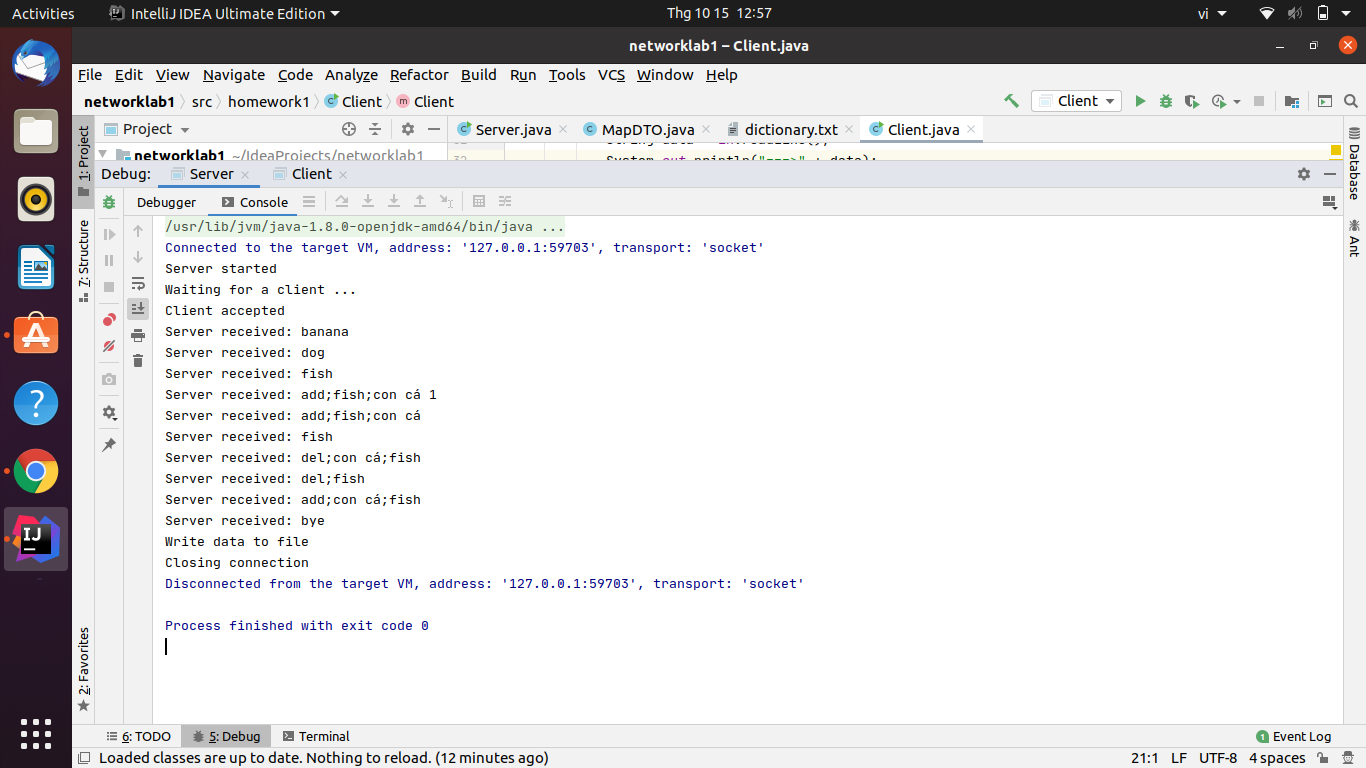 Activities IntelliJ IDEA Ultimate Edition Thg 10 15 12:57 vi
networklab1 – Client.java
File Edit View Navigate Code Analyze Refactor Build Run Tools VCS Window Help
networklab1 src homework1 Client Client Client
1: Project Project Server.java MapDTO.java dictionary.txt Client.java
networklab1 ~/IdeaProjects/networklab1
System.out.println("===>" + data);
Debug: Server Client
Debugger Console
/usr/lib/jvm/java-1.8.0-openjdk-amd64/bin/java ...
Connected to the target VM, address: '127.0.0.1:59703', transport: 'socket'
Server started
Waiting for a client ...
Client accepted
Server received: banana
Server received: dog
Server received: fish
Server received: add;fish;con cá 1
Server received: add;fish;con cá
Server received: fish
Server received: del;con cá;fish
Server received: del;fish
Server received: add;con cá;fish
Server received: bye
Write data to file
Closing connection
Disconnected from the target VM, address: '127.0.0.1:59703', transport: 'socket'
Process finished with exit code 0
7: Structure
2: Favorites
Database
Ant
6: TODO 5: Debug Terminal 1 Event Log
Loaded classes are up to date. Nothing to reload. (12 minutes ago) 21:1 LF UTF-8 4 spaces